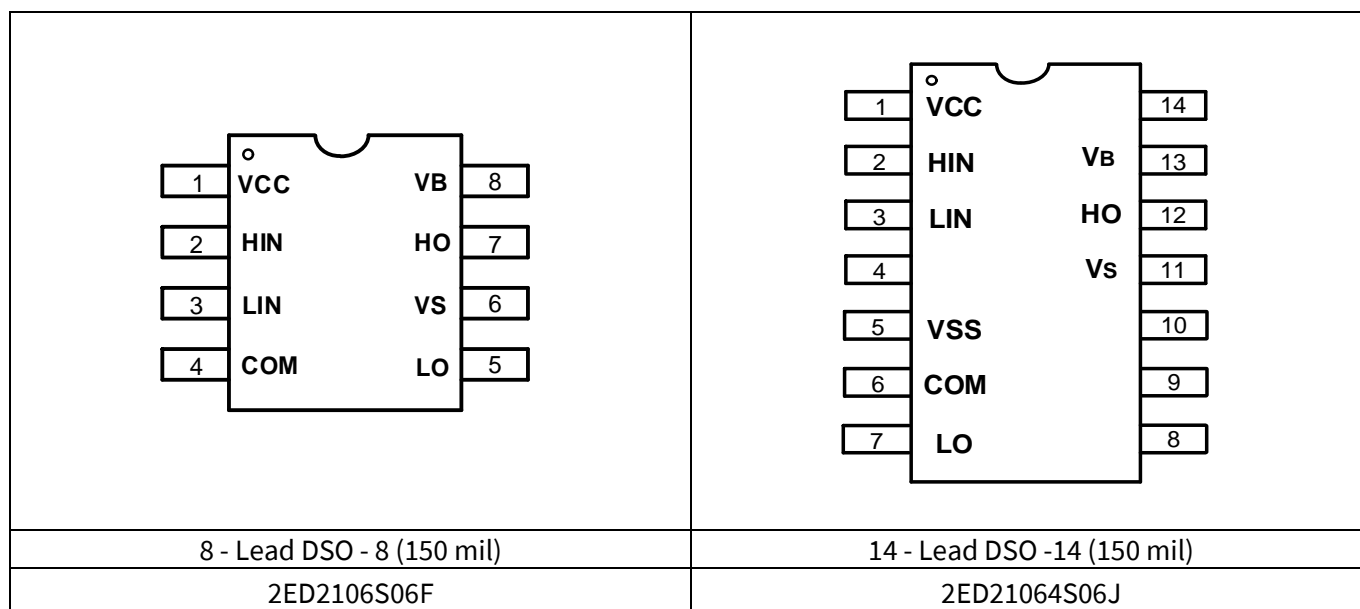 1 VCC VB 8
2 HIN HO 7
3 LIN VS 6
4 COM LO 5
1 VCC 14
2 HIN VB 13
3 LIN HO 12
4 VS 11
5 VSS 10
6 COM 9
7 LO 8
8 - Lead DSO - 8 (150 mil)
14 - Lead DSO -14 (150 mil)
2ED2106S06F
2ED21064S06J